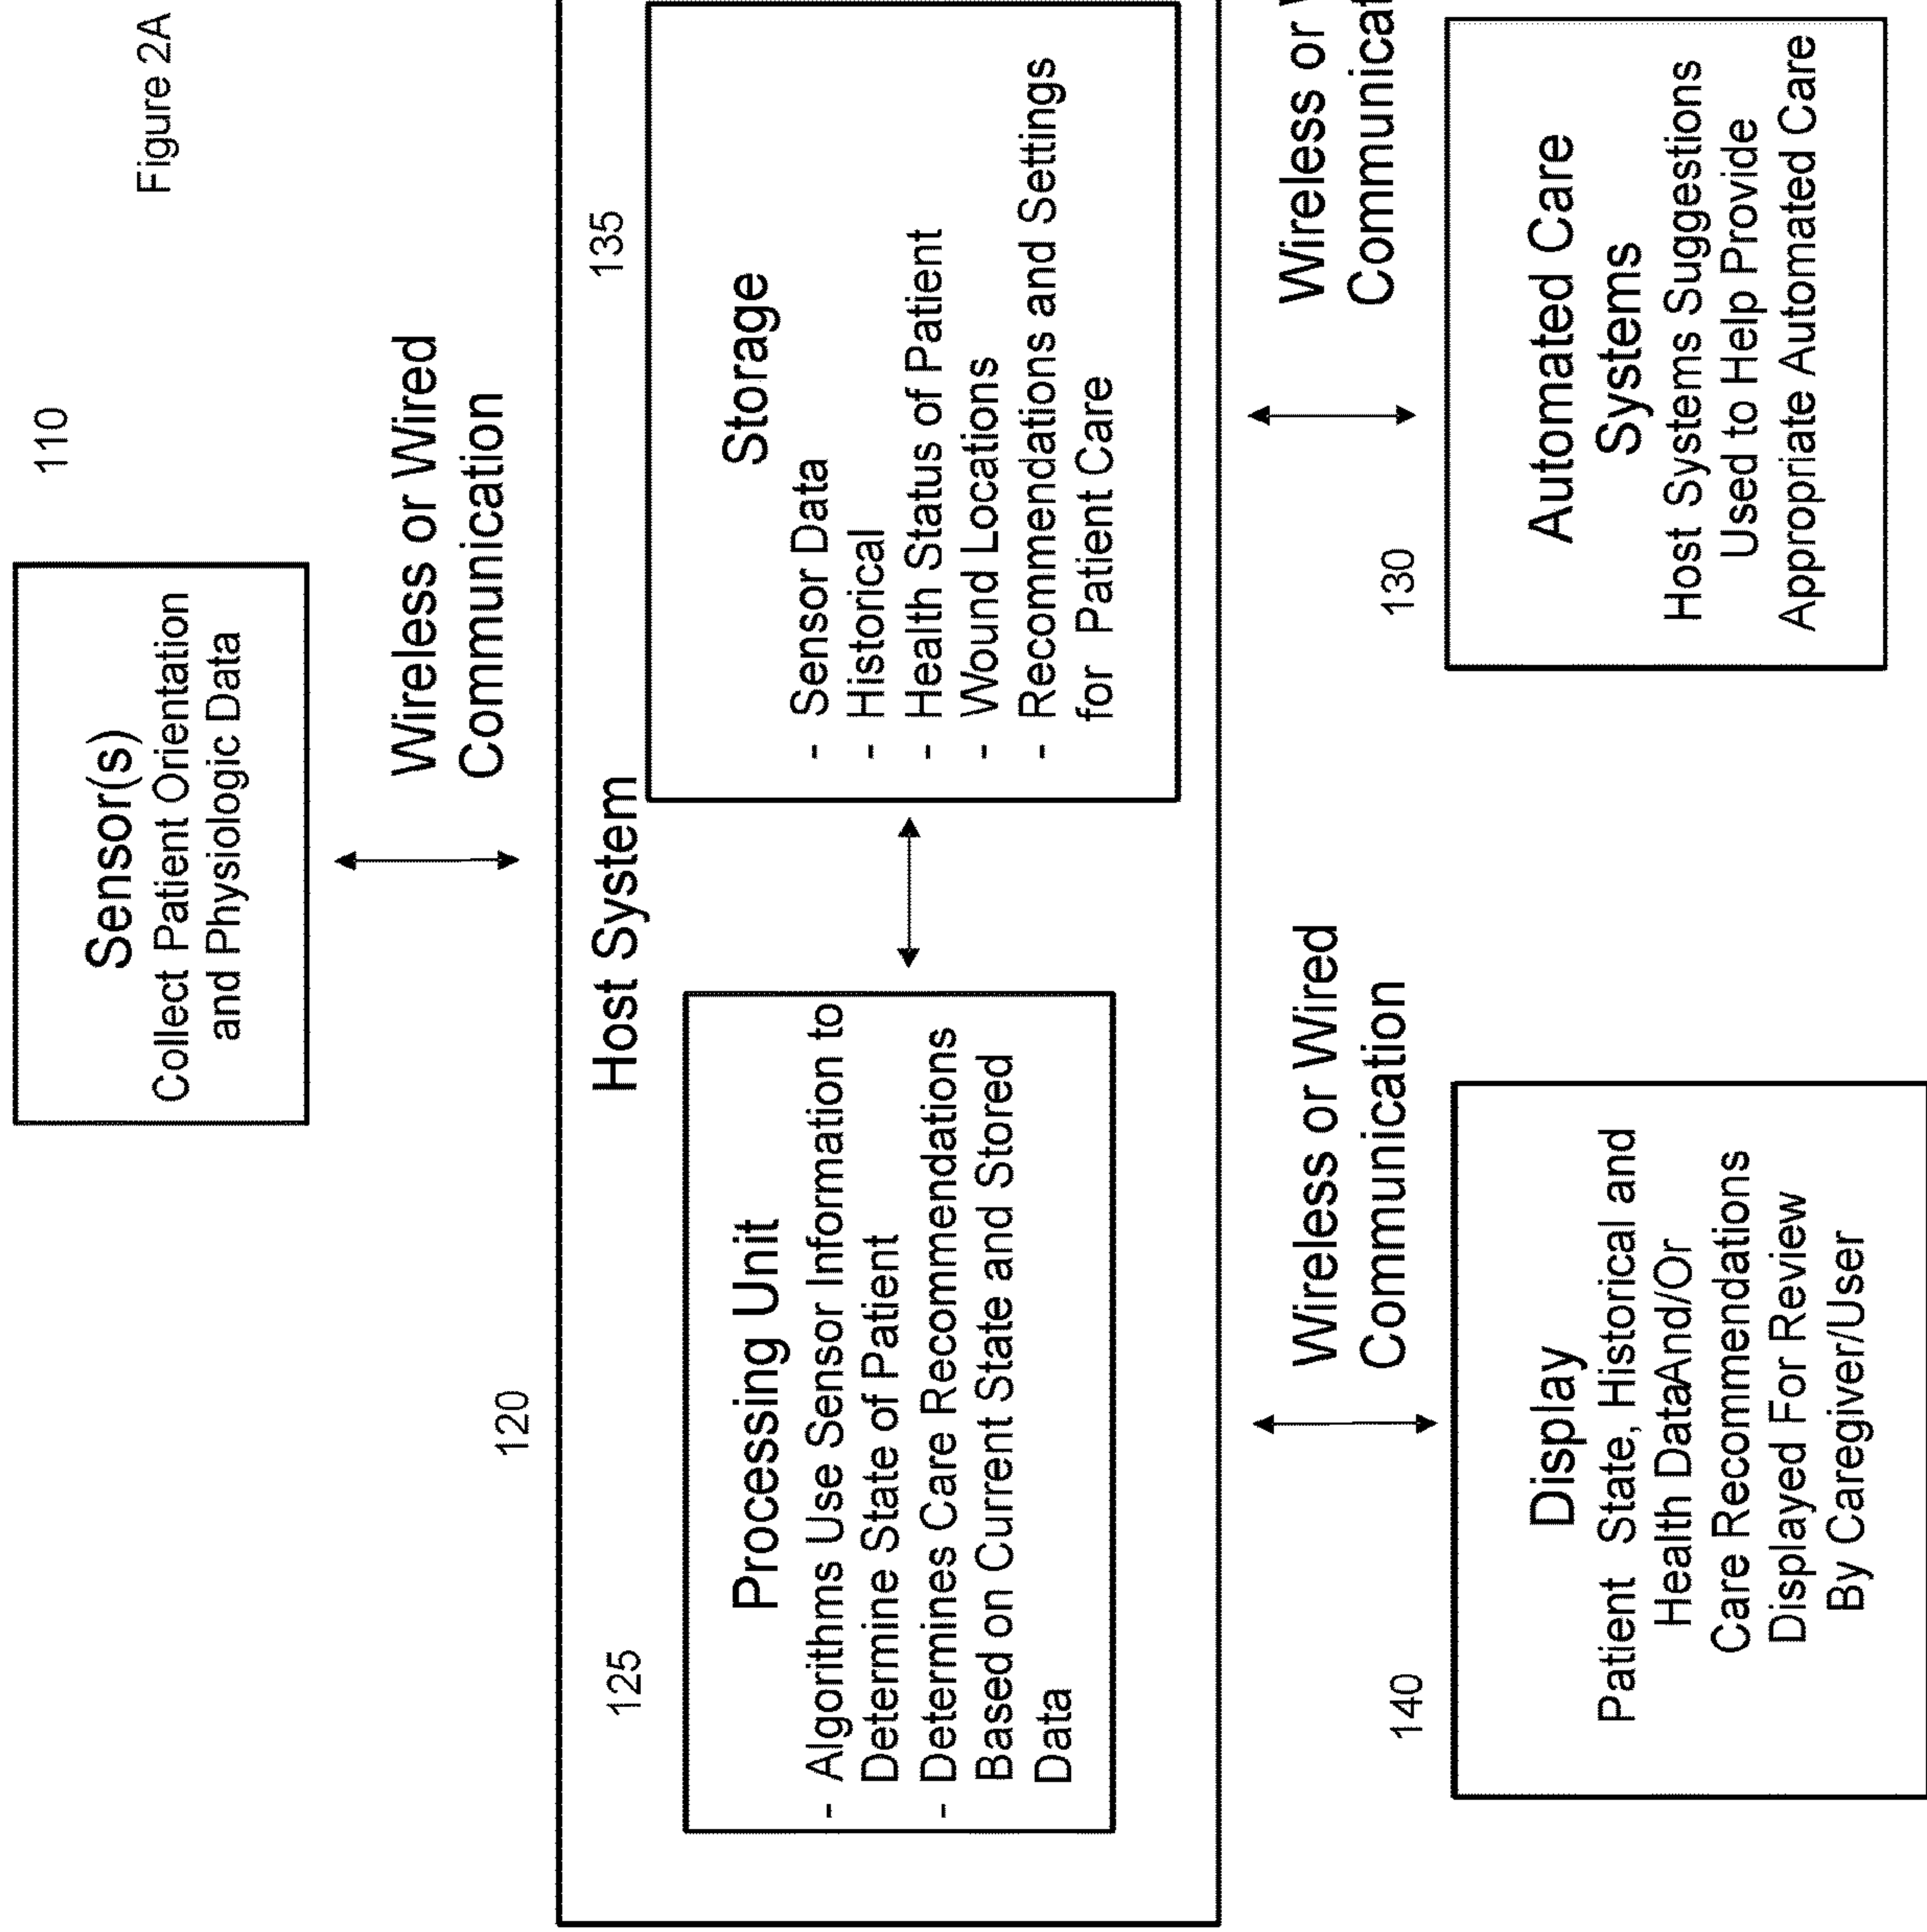 Figure 2A
110
Sensor(s)
Collect Patient Orientation
and Physiologic Data
Wireless or Wired
Communication
120
Host System
125
Processing Unit
- Algorithms Use Sensor Information to
Determine State of Patient
- Determines Care Recommendations
Based on Current State and Stored
Data
135
Storage
- Sensor Data
- Historical
- Health Status of Patient
- Wound Locations
- Recommendations and Settings
for Patient Care
Wireless or Wired
Communication
Wireless or
140
Display
Patient State, Historical and
Health DataAnd/Or
Care Recommendations
Displayed For Review
By Caregiver/User
130
Automated Care
Systems
Host Systems Suggestions
Used to Help Provide
Appropriate Automated Care